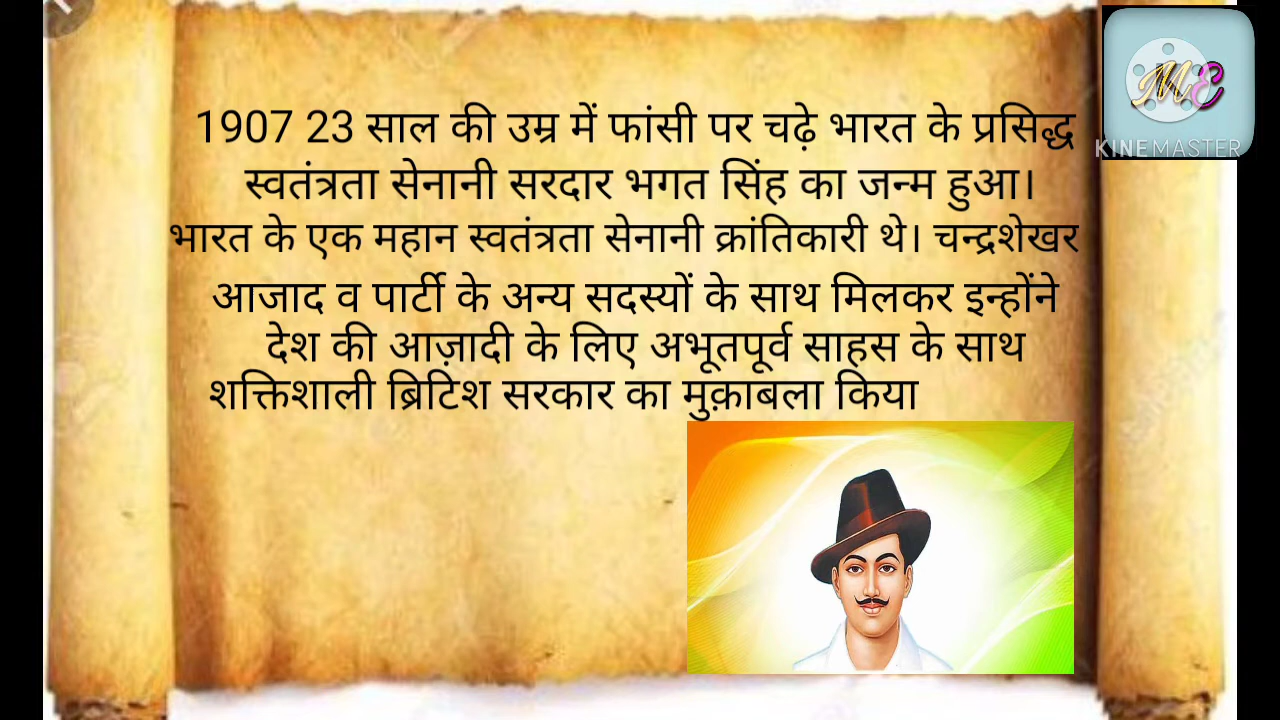 1907 23 साल की उम्र में फांसी पर चढ़े भारत के प्रसिद्ध
स्वतंत्रता सेनानी सरदार भगत सिंह का जन्म हुआ।
भारत के एक महान स्वतंत्रता सेनानी क्रांतिकारी थे। चन्द्रशेखर
आजाद व पार्टी के अन्य सदस्यों के साथ मिलकर इन्होंने
देश की आज़ादी के लिए अभूतपूर्व साहस के साथ
शक्तिशाली ब्रिटिश सरकार का मुक़ाबला किया
ME
KINEMASTER